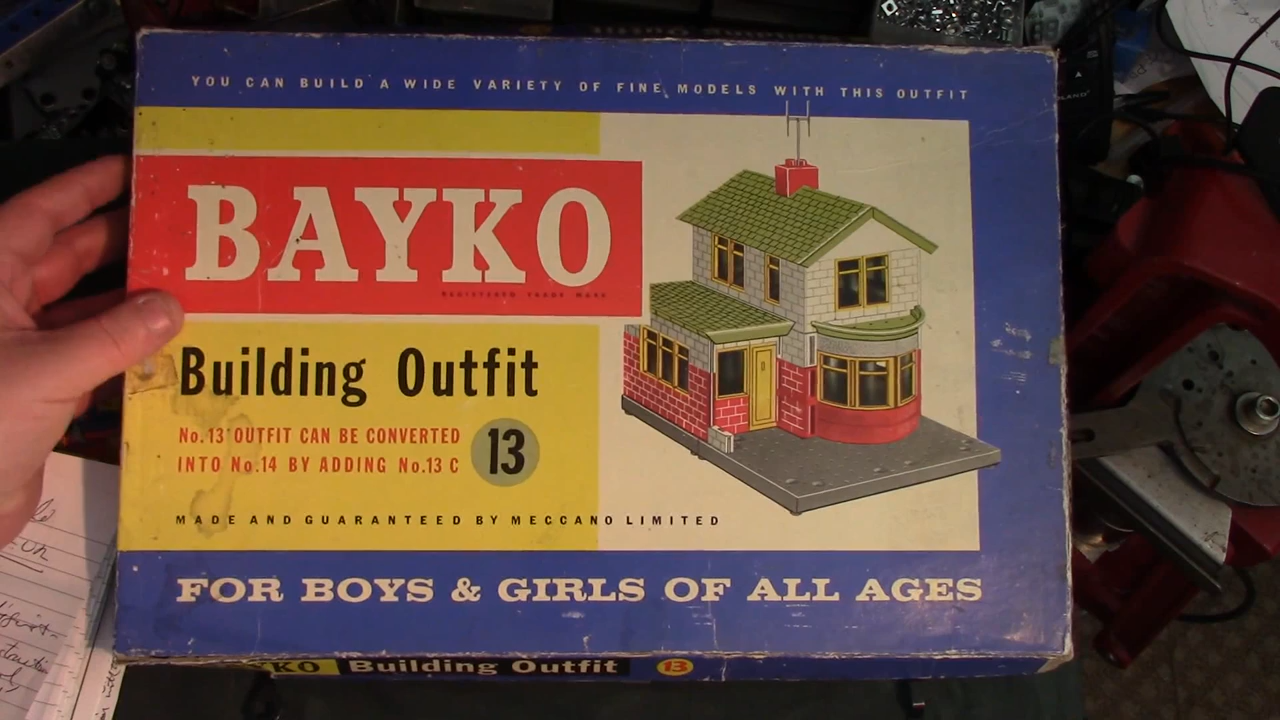 YOU CAN BUILD A WIDE VARIETY OF FINE MODELS WITH THIS OUTFIT
BAYKO
REGISTERED TRADE MARK
Building Outfit
No.13 OUTFIT CAN BE CONVERTED
INTO No.14 BY ADDING No.13 C
13
MADE AND GUARANTEED BY MECCANO LIMITED
FOR BOYS & GIRLS OF ALL AGES
KO Building Outfit 13